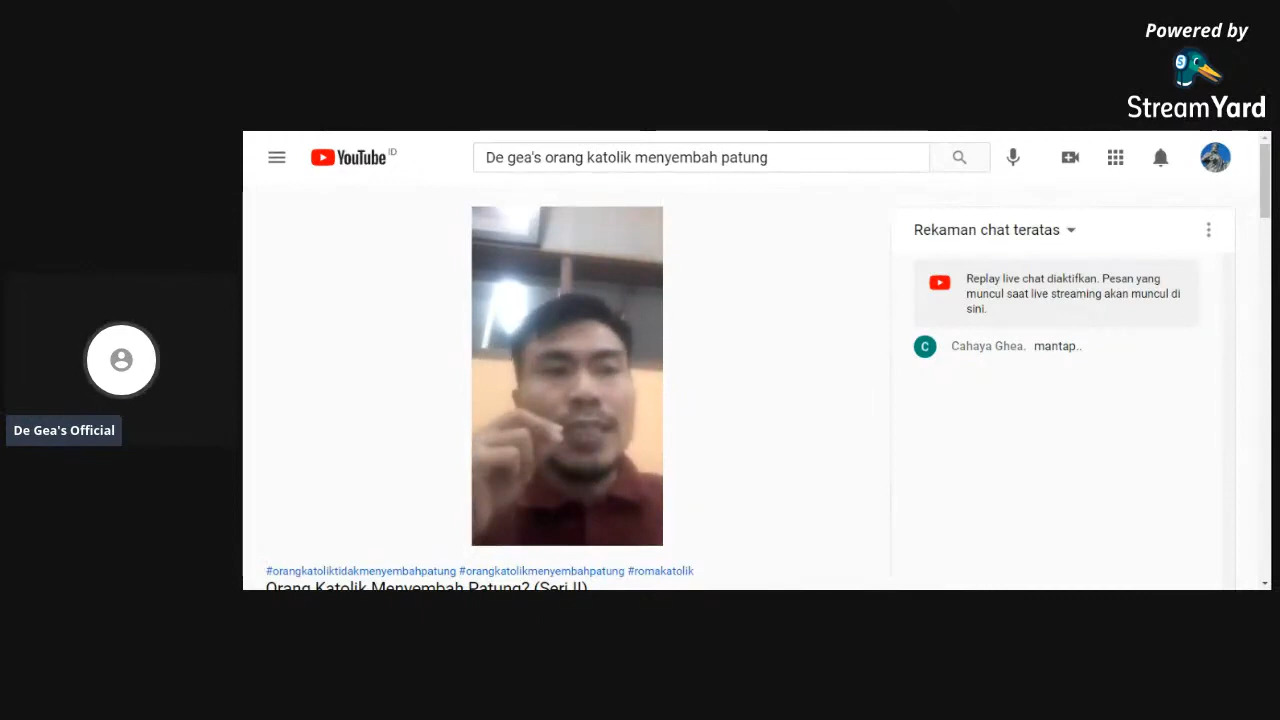 Powered by
StreamYard
YouTube ID
De gea's orang katolik menyembah patung
Rekaman chat teratas
Replay live chat diaktifkan. Pesan yang
muncul saat live streaming akan muncul di
sini.
C Cahaya Ghea. mantap..
De Gea's Official
#orangkatoliktidakmenyembahpatung #orangkatolikmenyembahpatung #romakatolik
Orang Katolik Menyembah Patung? (Seri II)